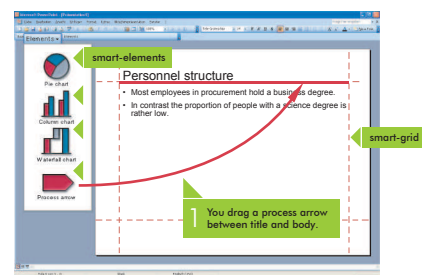 Elements
smart-elements
Pie chart
Column chart
Waterfall chart
Process arrow
Personnel structure
• Most employees in procurement hold a business degree.
• In contrast the proportion of people with a science degree is
rather low.
smart-grid
1 You drag a process arrow
between title and body.